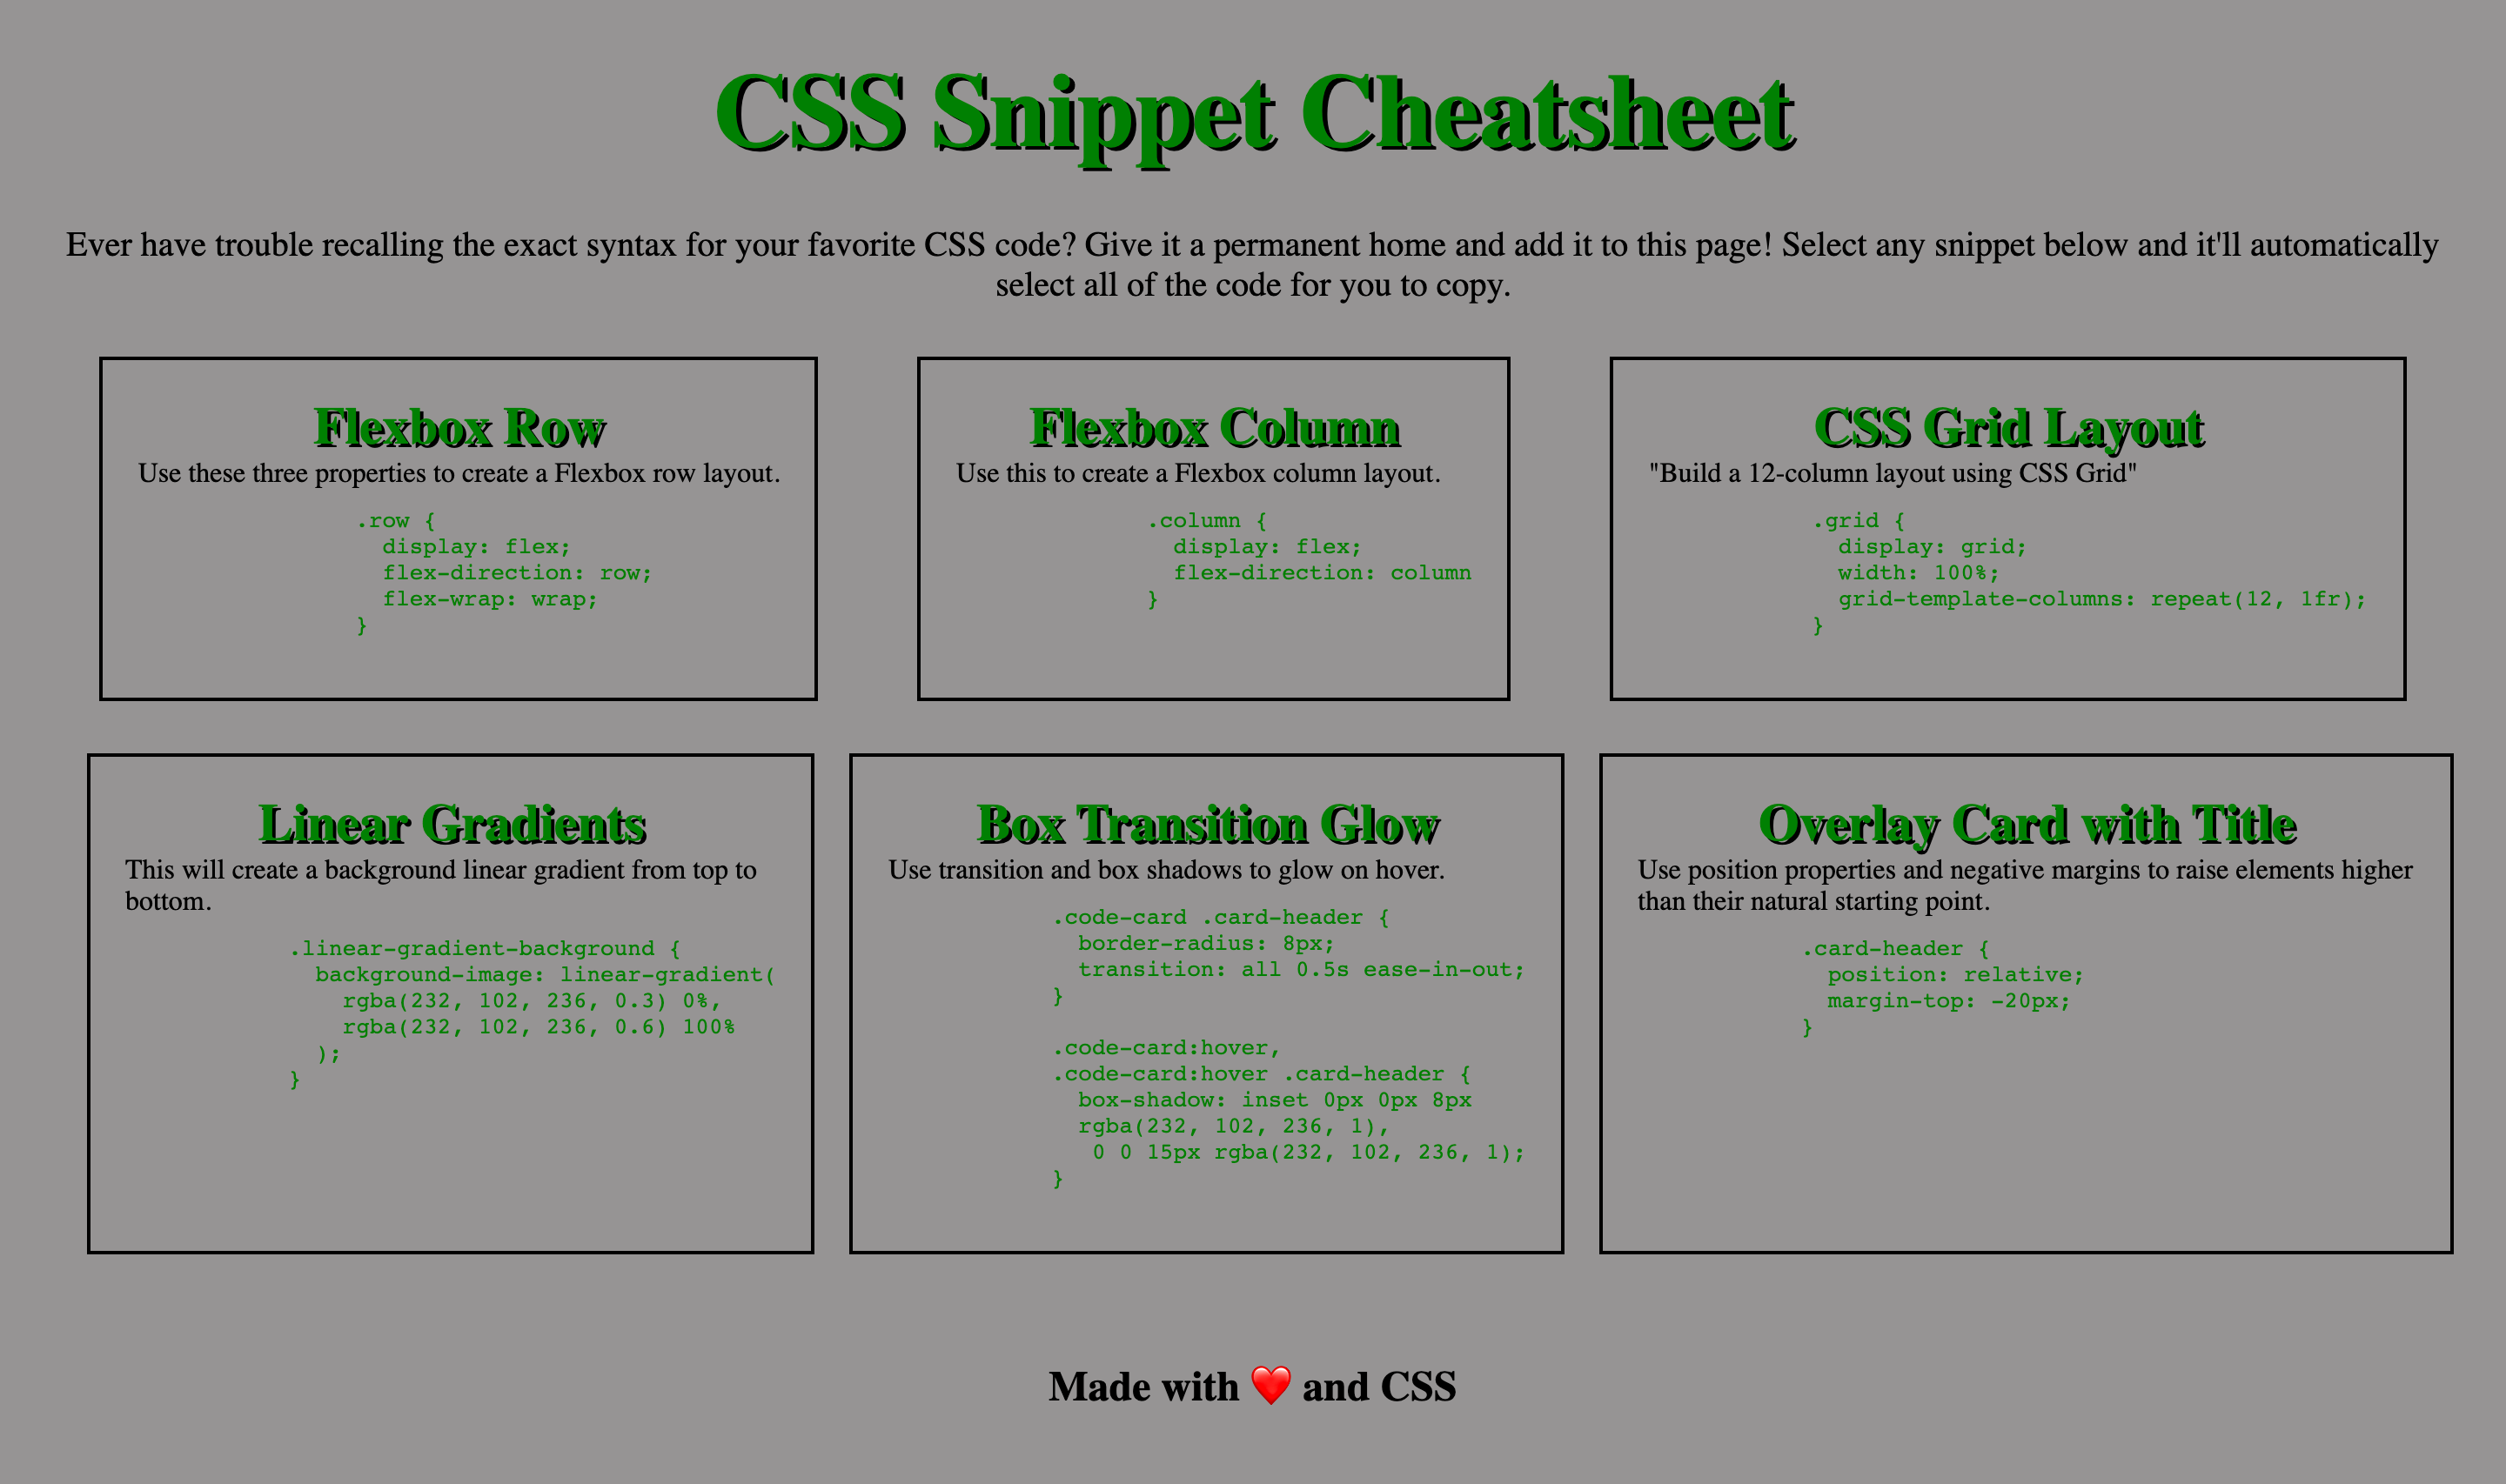 CSS Snippet Cheatsheet
Ever have trouble recalling the exact syntax for your favorite CSS code? Give it a permanent home and add it to this page! Select any snippet below and it'll automatically
select all of the code for you to copy.
Flexbox Row
Use these three properties to create a Flexbox row layout.
.row {
  display: flex;
  flex-direction: row;
  flex-wrap: wrap;
}
Flexbox Column
Use this to create a Flexbox column layout.
.column {
  display: flex;
  flex-direction: column
}
CSS Grid Layout
"Build a 12-column layout using CSS Grid"
.grid {
  display: grid;
  width: 100%;
  grid-template-columns: repeat(12, 1fr);
}
Linear Gradients
This will create a background linear gradient from top to
bottom.
.linear-gradient-background {
  background-image: linear-gradient(
    rgba(232, 102, 236, 0.3) 0%,
    rgba(232, 102, 236, 0.6) 100%
  );
}
Box Transition Glow
Use transition and box shadows to glow on hover.
.code-card .card-header {
  border-radius: 8px;
  transition: all 0.5s ease-in-out;
}
.code-card:hover,
.code-card:hover .card-header {
  box-shadow: inset 0px 0px 8px
  rgba(232, 102, 236, 1),
   0 0 15px rgba(232, 102, 236, 1);
}
Overlay Card with Title
Use position properties and negative margins to raise elements higher
than their natural starting point.
.card-header {
  position: relative;
  margin-top: -20px;
}
Made with ❤️ and CSS